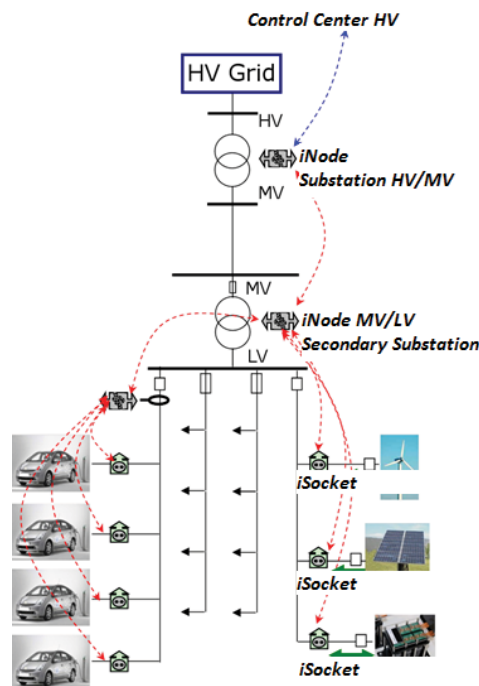 Control Center HV
HV Grid
HV
iNode
Substation HV/MV
MV
MV
iNode MV/LV
Secondary Substation
LV
iSocket
iSocket
iSocket